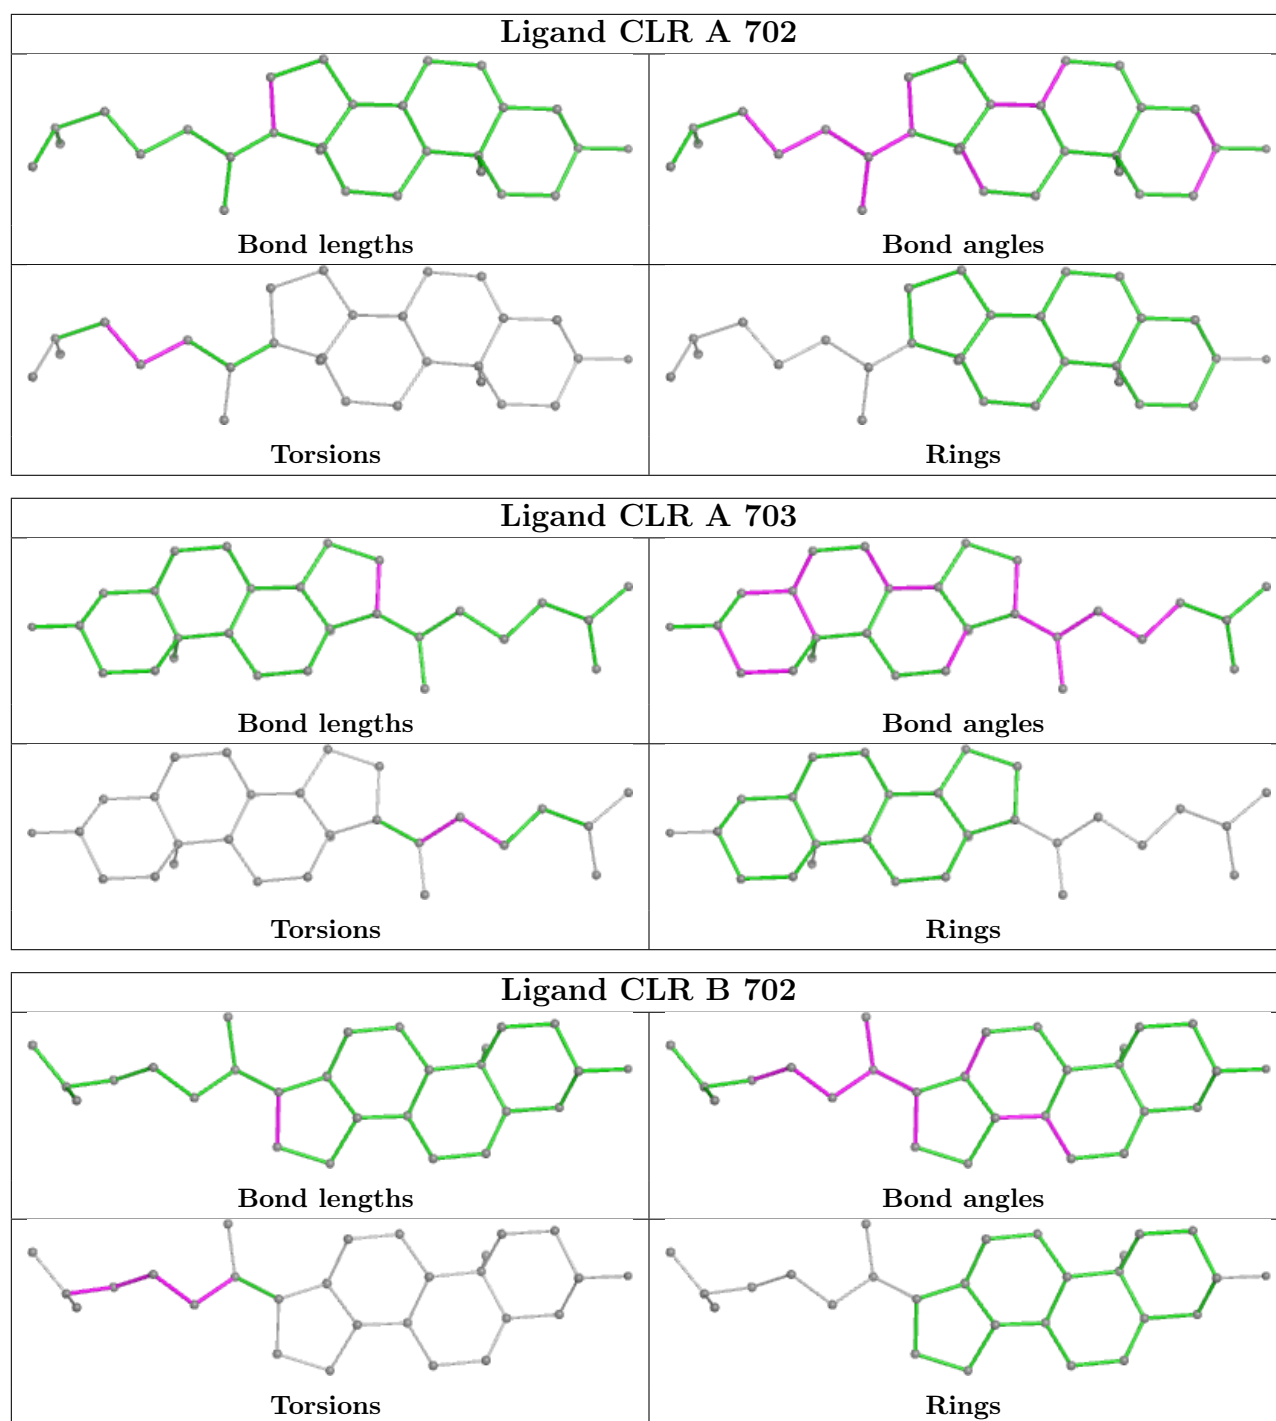 Ligand CLR A 702
Bond lengths
Bond angles
Torsions
Rings
Ligand CLR A 703
Bond lengths
Bond angles
Torsions
Rings
Ligand CLR B 702
Bond lengths
Bond angles
Torsions
Rings